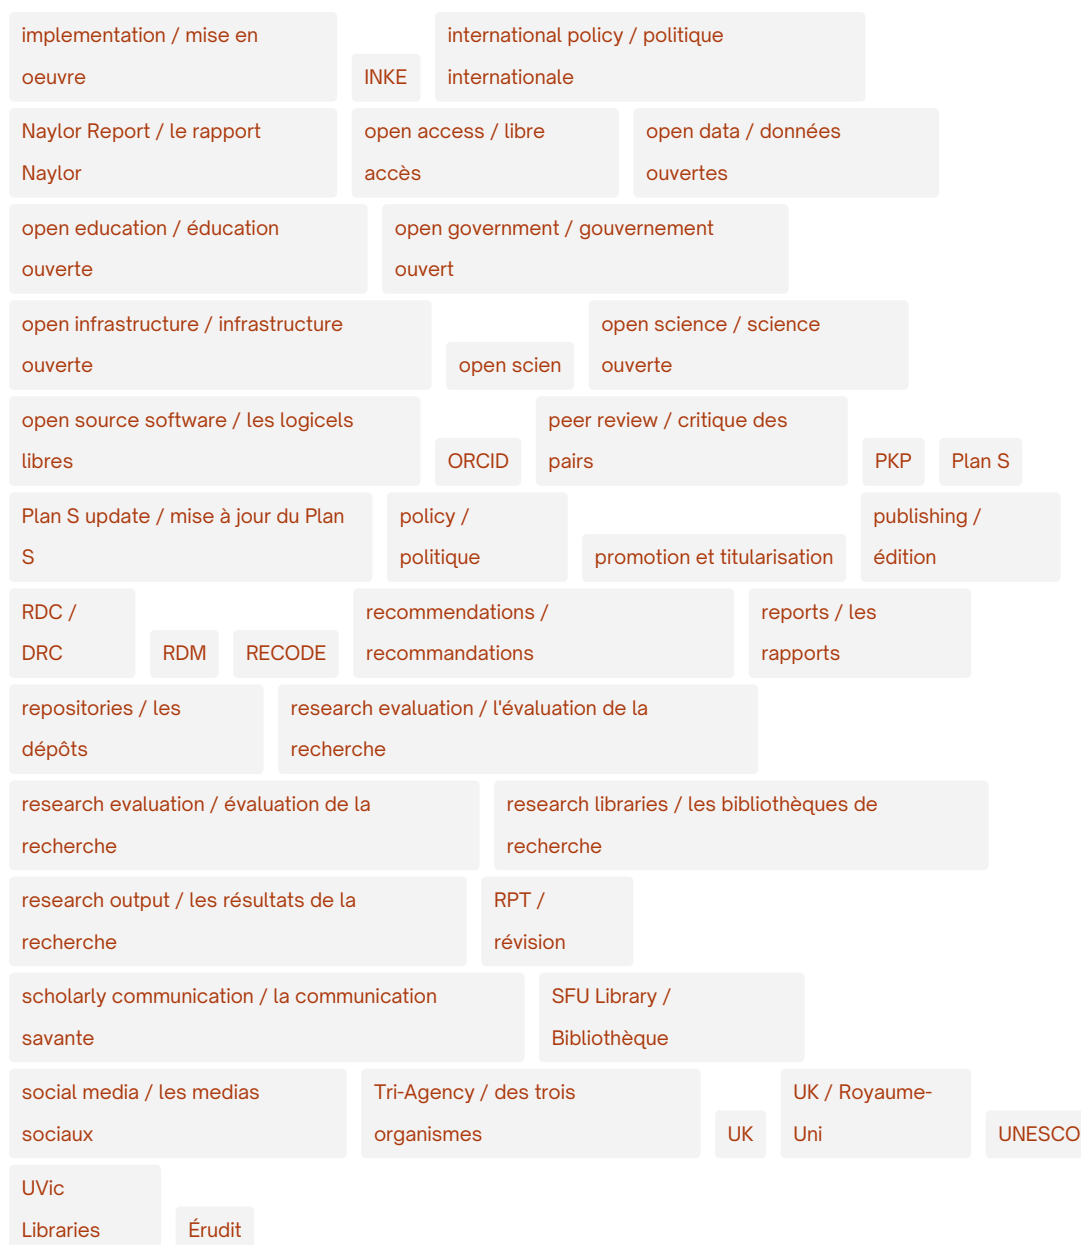 implementation / mise en
oeuvre
INKE
international policy / politique
internationale
Naylor Report / le rapport
Naylor
open access / libre
accès
open data / données
ouvertes
open education / éducation
ouverte
open government / gouvernement
ouvert
open infrastructure / infrastructure
ouverte
open scien
open science / science
ouverte
open source software / les logicels
libres
ORCID
peer review / critique des
pairs
PKP
Plan S
Plan S update / mise à jour du Plan
S
policy /
politique
promotion et titularisation
publishing /
édition
RDC /
DRC
RDM
RECODE
recommendations /
recommandations
reports / les
rapports
repositories / les
dépôts
research evaluation / l'évaluation de la
recherche
research evaluation / évaluation de la
recherche
research libraries / les bibliothèques de
recherche
research output / les résultats de la
recherche
RPT /
révision
scholarly communication / la communication
savante
SFU Library /
Bibliothèque
social media / les medias
sociaux
Tri-Agency / des trois
organismes
UK
UK / Royaume-
Uni
UNESCO
UVic
Libraries
Érudit